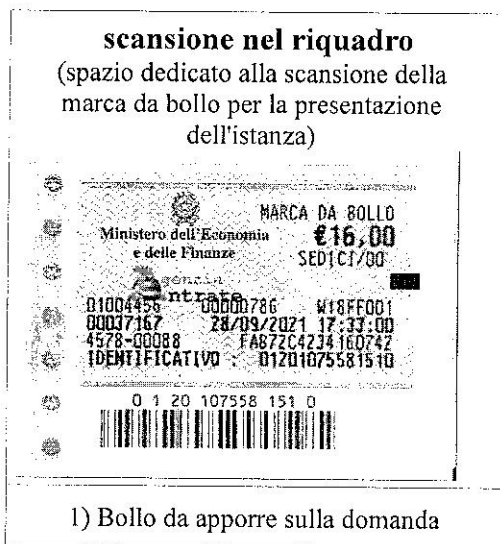 scansione nel riquadro
(spazio dedicato alla scansione della
marca da bollo per la presentazione
dell'istanza)
MARCA DA BOLLO
Ministero dell'Economia
e delle Finanze
€16,00
SEDICI/00
genzia
ntrate
01004456 00000786 W18FF001
00037167 28/09/2021 17:33:00
4578-00088 FA872C4234160742
IDENTIFICATIVO : 01201075581510
0 1 20 107558 151 0
1) Bollo da apporre sulla domanda